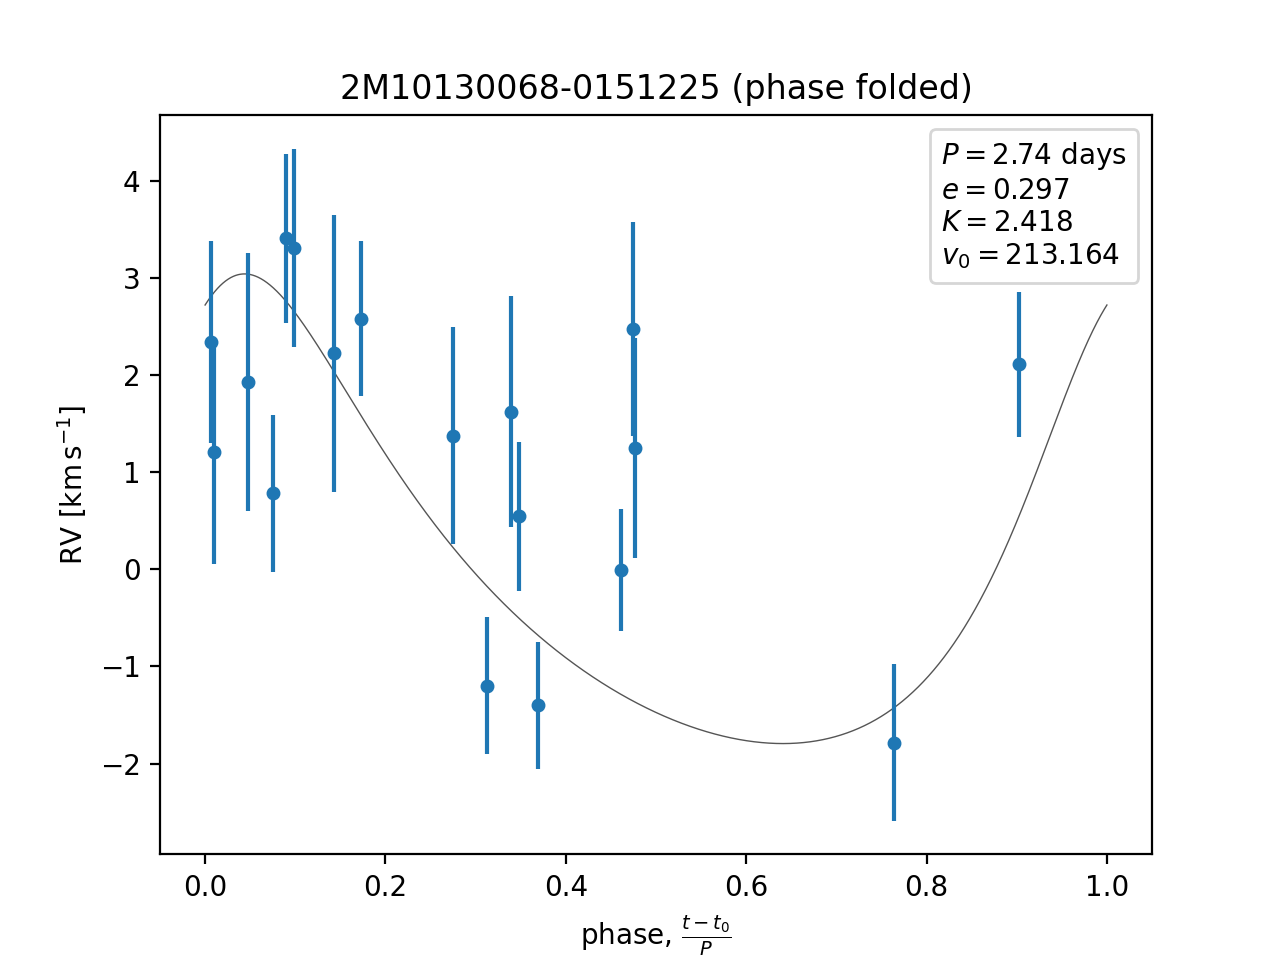 2M10130068-0151225 (phase folded)
P = 2.74 days
e = 0.297
K = 2.418
v₀ = 213.164
4
3
2
1
0
−1
−2
RV [km s⁻¹]
0.0 0.2 0.4 0.6 0.8 1.0
phase, (t − t₀)/P